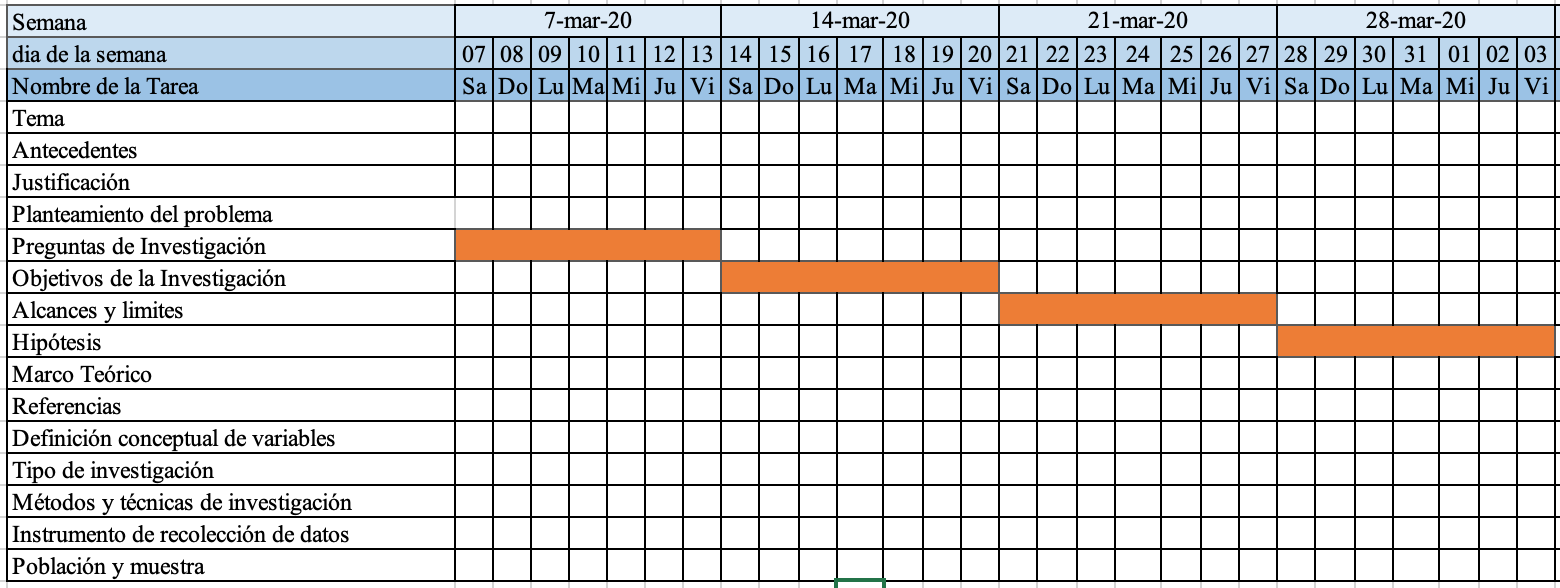 Semana 7-mar-20 14-mar-20 21-mar-20 28-mar-20
dia de la semana 07 08 09 10 11 12 13 14 15 16 17 18 19 20 21 22 23 24 25 26 27 28 29 30 31 01 02 03
Nombre de la Tarea Sa Do Lu Ma Mi Ju Vi Sa Do Lu Ma Mi Ju Vi Sa Do Lu Ma Mi Ju Vi Sa Do Lu Ma Mi Ju Vi
Tema
Antecedentes
Justificación
Planteamiento del problema
Preguntas de Investigación
Objetivos de la Investigación
Alcances y limites
Hipótesis
Marco Teórico
Referencias
Definición conceptual de variables
Tipo de investigación
Métodos y técnicas de investigación
Instrumento de recolección de datos
Población y muestra